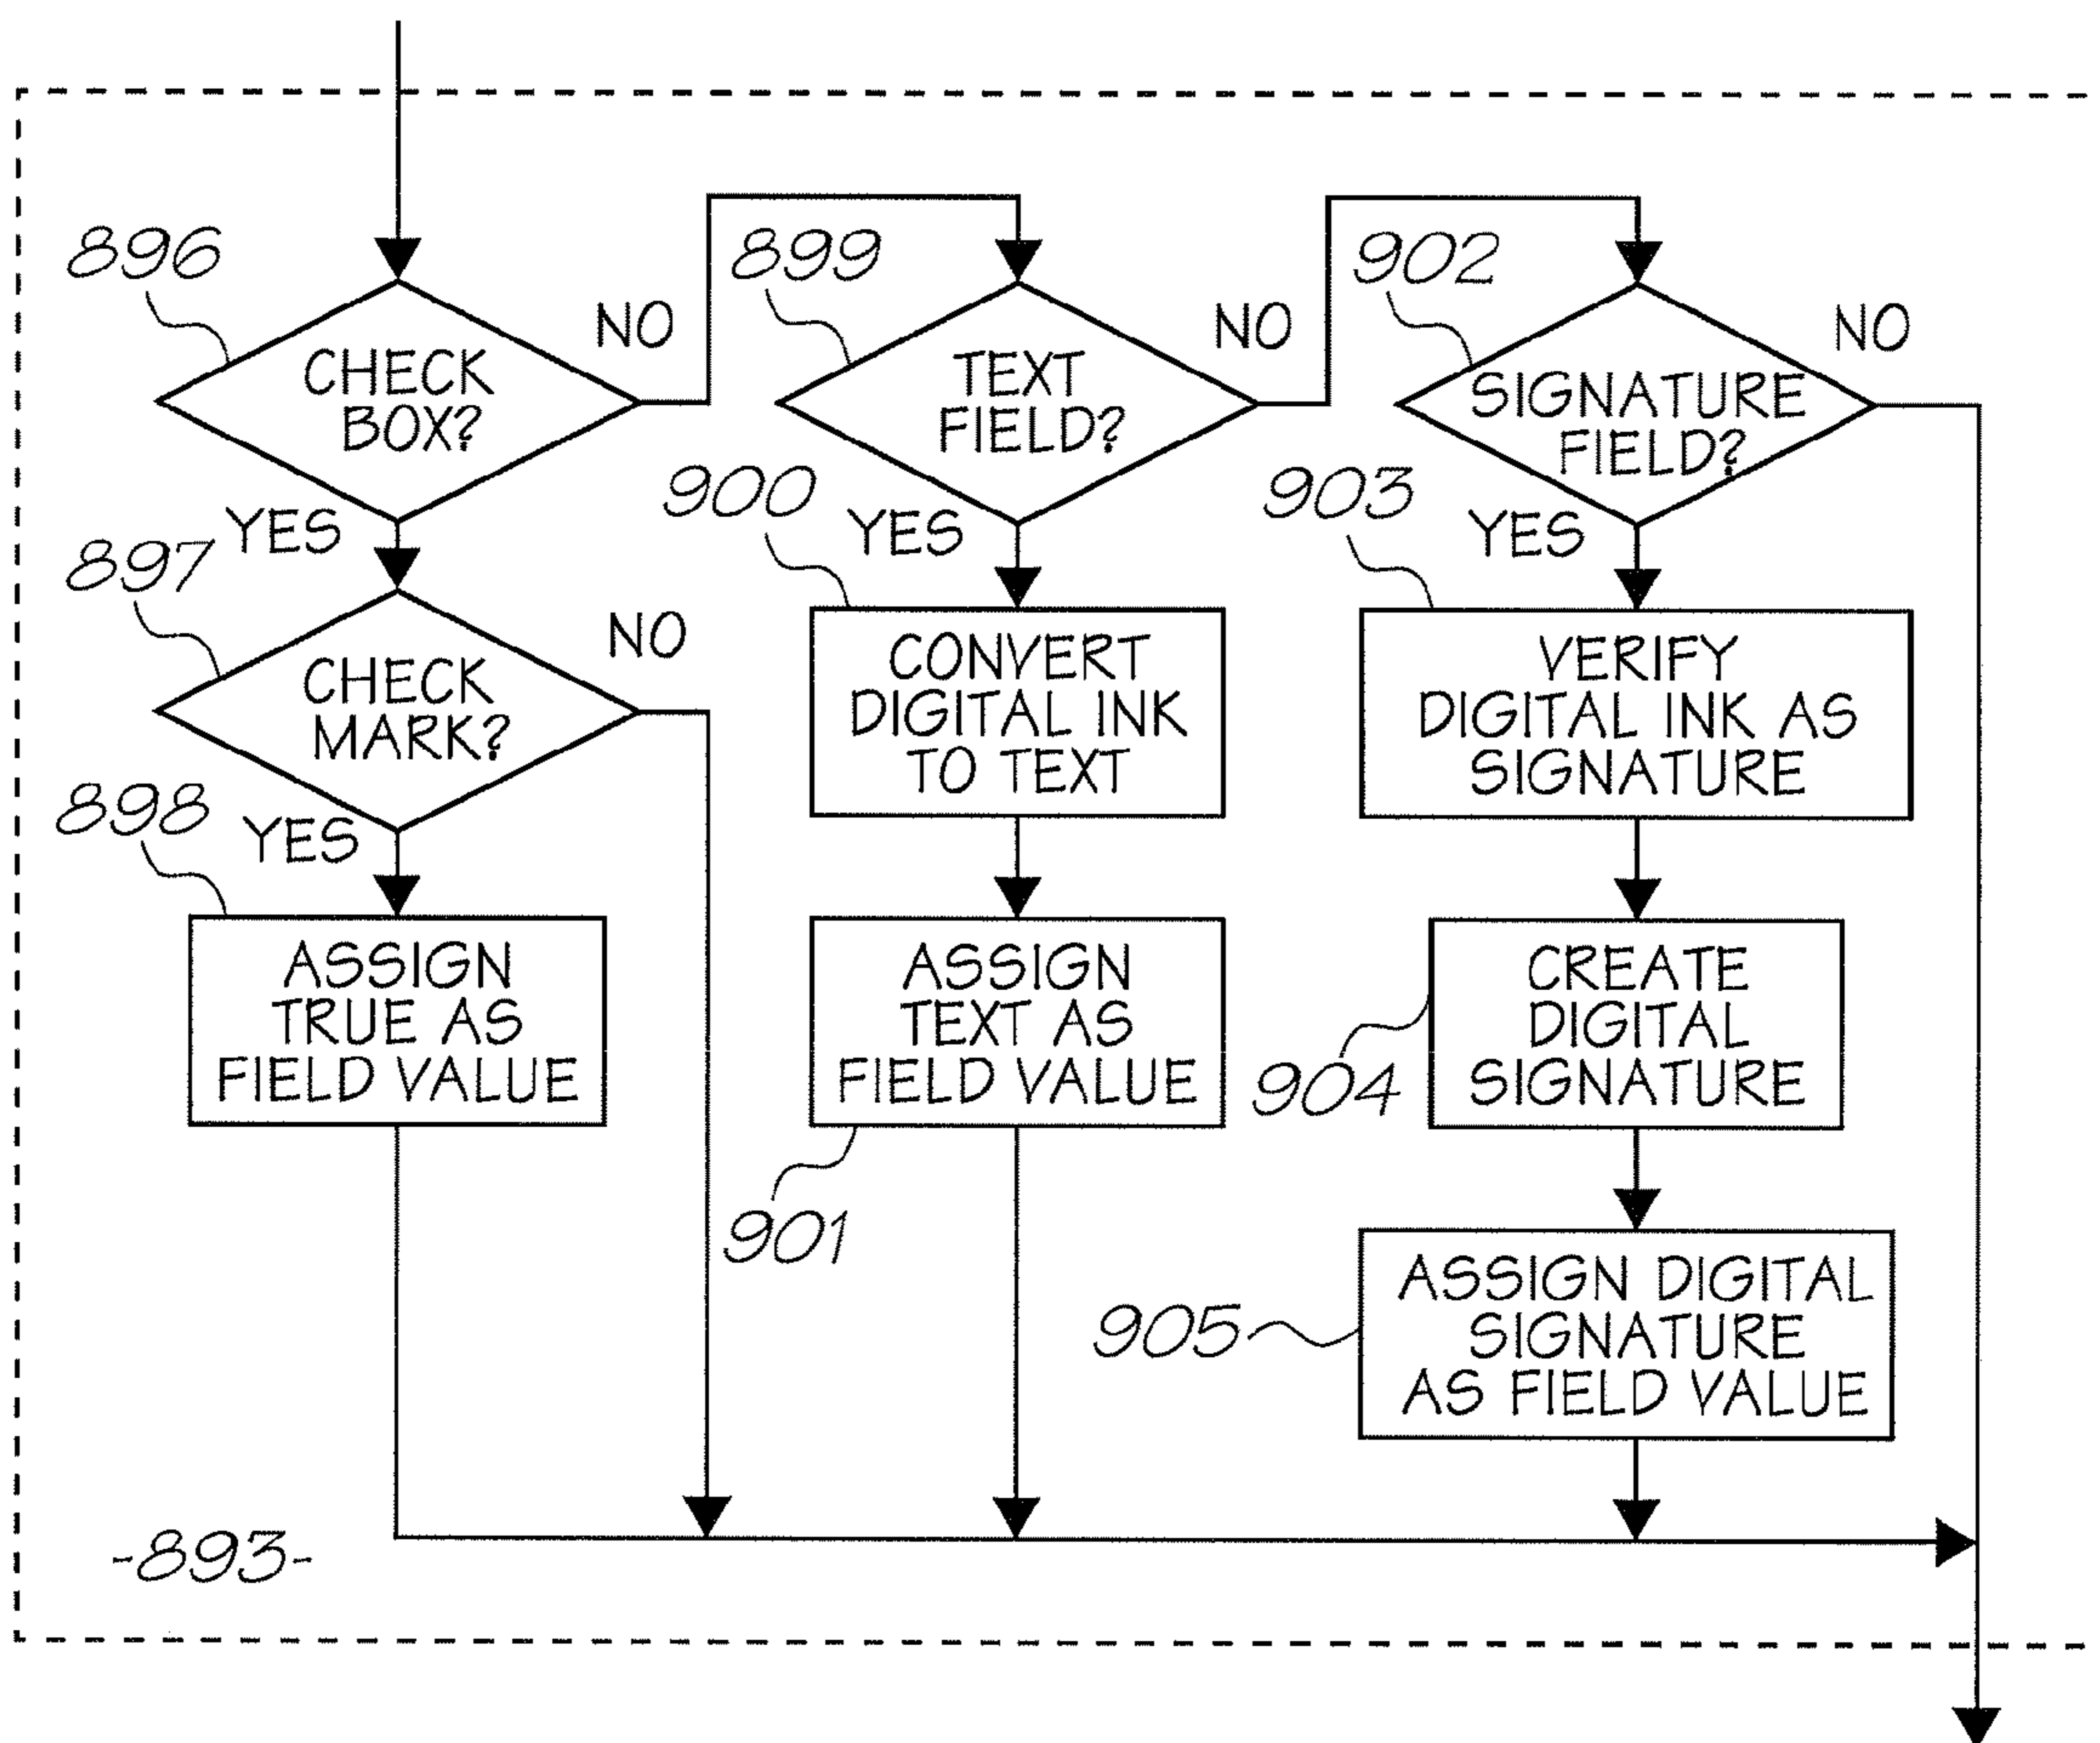 896
CHECK
BOX?
NO
YES
897
CHECK
MARK?
NO
898
YES
ASSIGN
TRUE AS
FIELD VALUE
899
TEXT
FIELD?
NO
900
YES
CONVERT
DIGITAL INK
TO TEXT
ASSIGN
TEXT AS
FIELD VALUE
901
902
SIGNATURE
FIELD?
NO
903
YES
VERIFY
DIGITAL INK AS
SIGNATURE
CREATE
DIGITAL
SIGNATURE
904
ASSIGN DIGITAL
SIGNATURE
AS FIELD VALUE
905
-893-